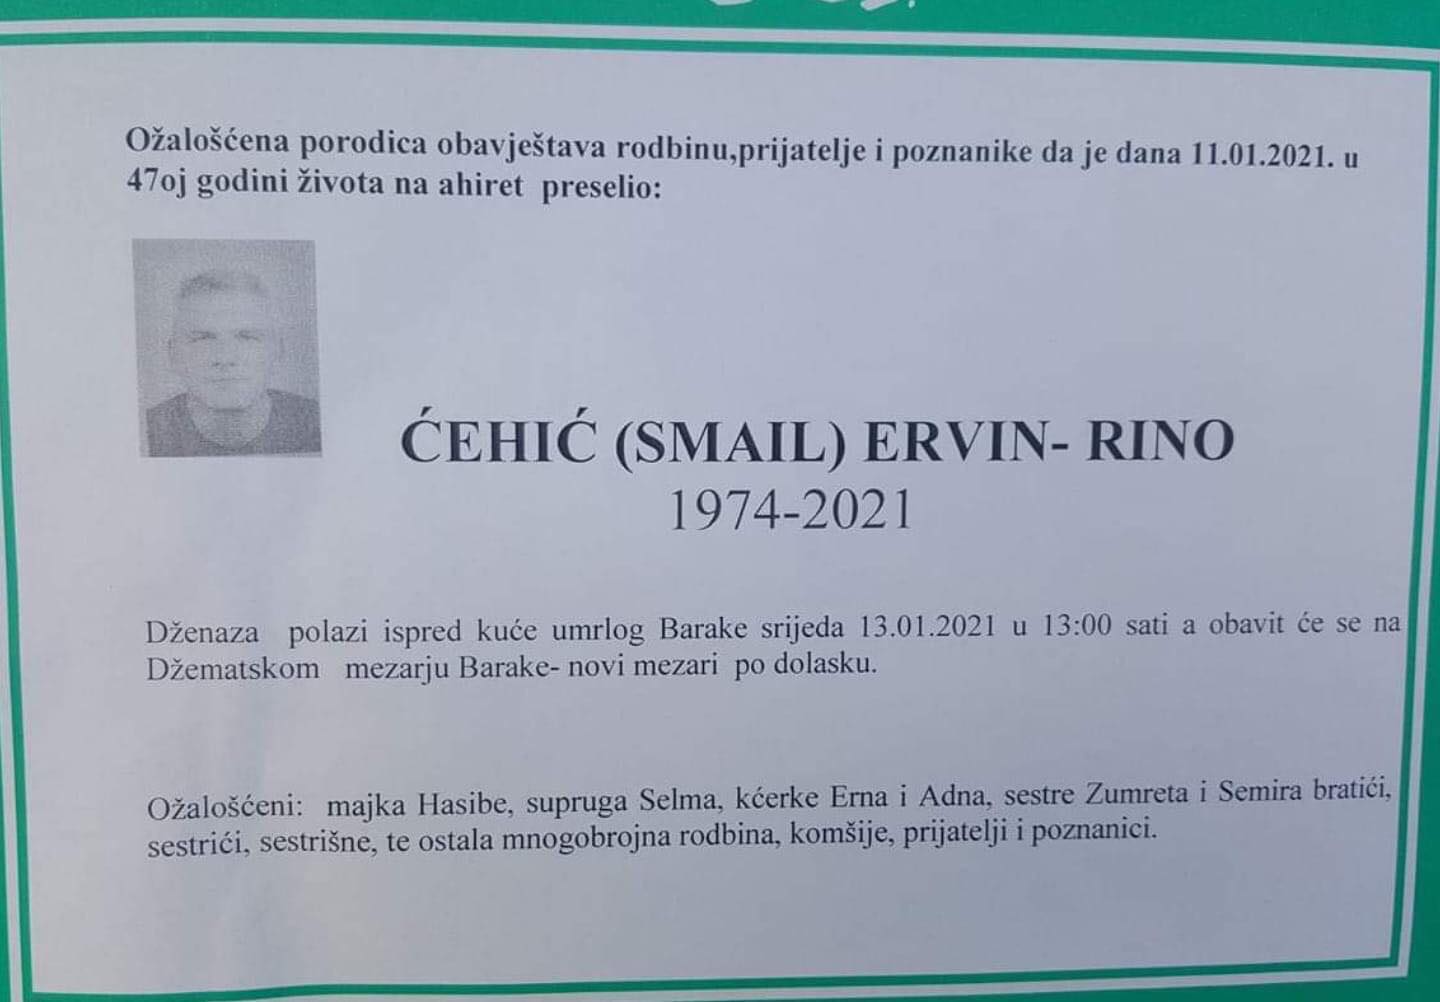 Ožalošćena porodica obavještava rodbinu,prijatelje i poznanike da je dana 11.01.2021. u
47oj godini života na ahiret preselio:
ĆEHIĆ (SMAIL) ERVIN- RINO
1974-2021
Dženaza polazi ispred kuće umrlog Barake srijeda 13.01.2021 u 13:00 sati a obavit će se na
Džematskom mezarju Barake- novi mezari po dolasku.
Ožalošćeni: majka Hasibe, supruga Selma, kćerke Erna i Adna, sestre Zumreta i Semira bratići,
sestrići, sestrišne, te ostala mnogobrojna rodbina, komšije, prijatelji i poznanici.